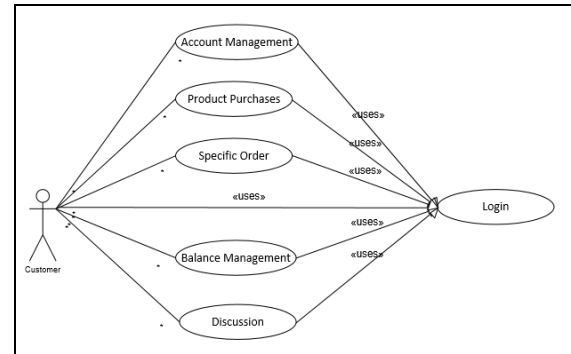 Account Management
Product Purchases
«uses»
«uses»
Specific Order
«uses»
«uses»
Login
«uses»
Balance Management
«uses»
Customer
Discussion